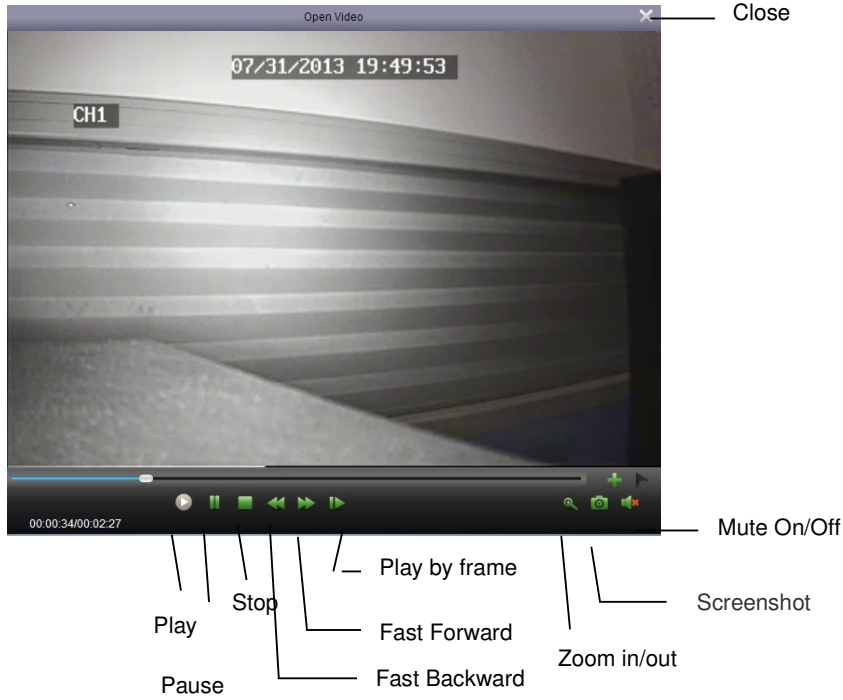 Open Video
Close
07/31/2013 19:49:53
CH1
00:00:34/00:02:27
Mute On/Off
Play by frame
Stop
Screenshot
Play
Fast Forward
Zoom in/out
Fast Backward
Pause